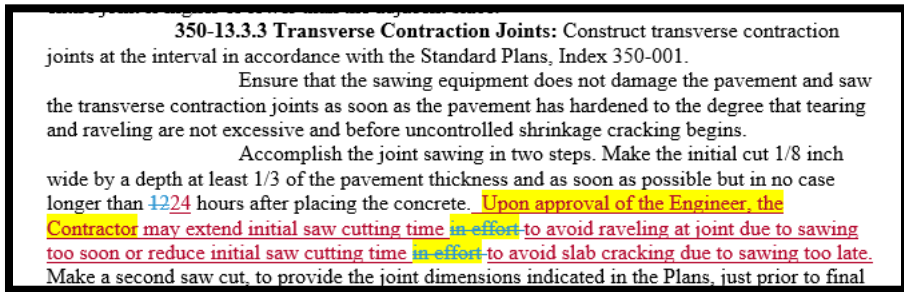 350-13.3.3 Transverse Contraction Joints: Construct transverse contraction
joints at the interval in accordance with the Standard Plans, Index 350-001.
Ensure that the sawing equipment does not damage the pavement and saw
the transverse contraction joints as soon as the pavement has hardened to the degree that tearing
and raveling are not excessive and before uncontrolled shrinkage cracking begins.
Accomplish the joint sawing in two steps. Make the initial cut 1/8 inch
wide by a depth at least 1/3 of the pavement thickness and as soon as possible but in no case
longer than 1224 hours after placing the concrete. Upon approval of the Engineer, the
Contractor may extend initial saw cutting time in effort to avoid raveling at joint due to sawing
too soon or reduce initial saw cutting time in effort to avoid slab cracking due to sawing too late.
Make a second saw cut, to provide the joint dimensions indicated in the Plans, just prior to final